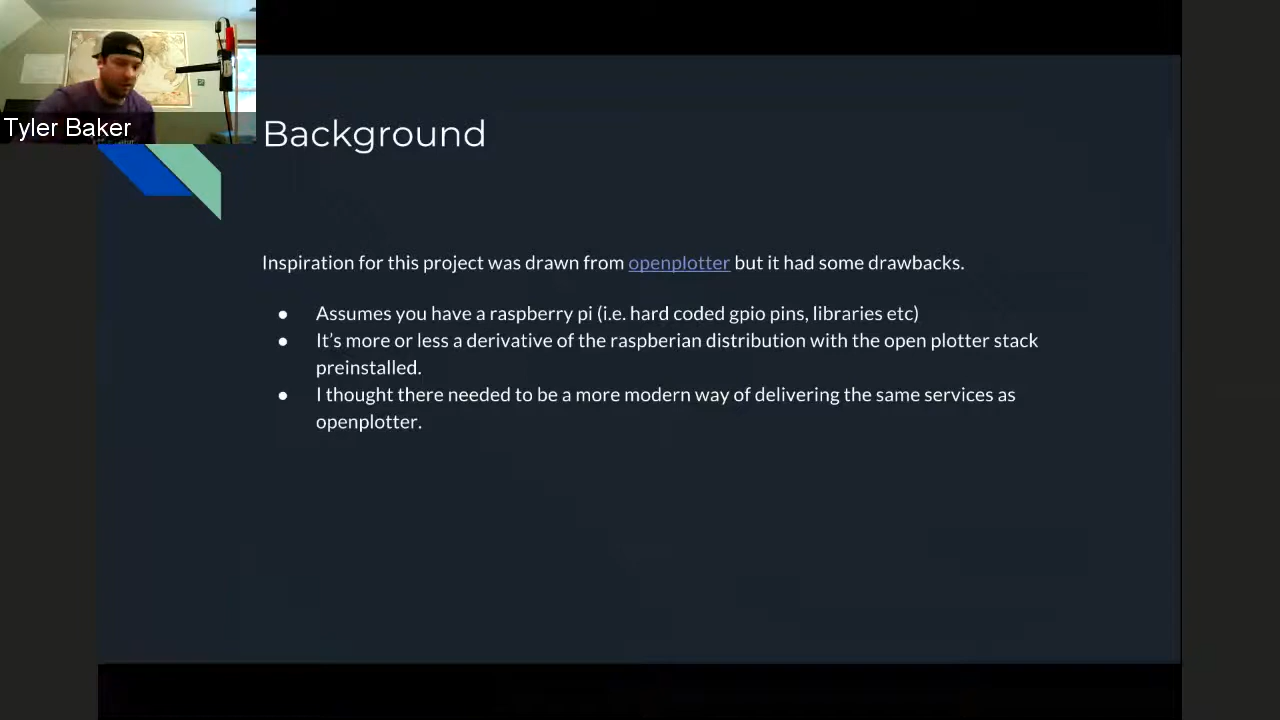 Tyler Baker
Background
Inspiration for this project was drawn from openplotter but it had some drawbacks.
● Assumes you have a raspberry pi (i.e. hard coded gpio pins, libraries etc)
● It's more or less a derivative of the raspberian distribution with the open plotter stack
preinstalled.
● I thought there needed to be a more modern way of delivering the same services as
openplotter.